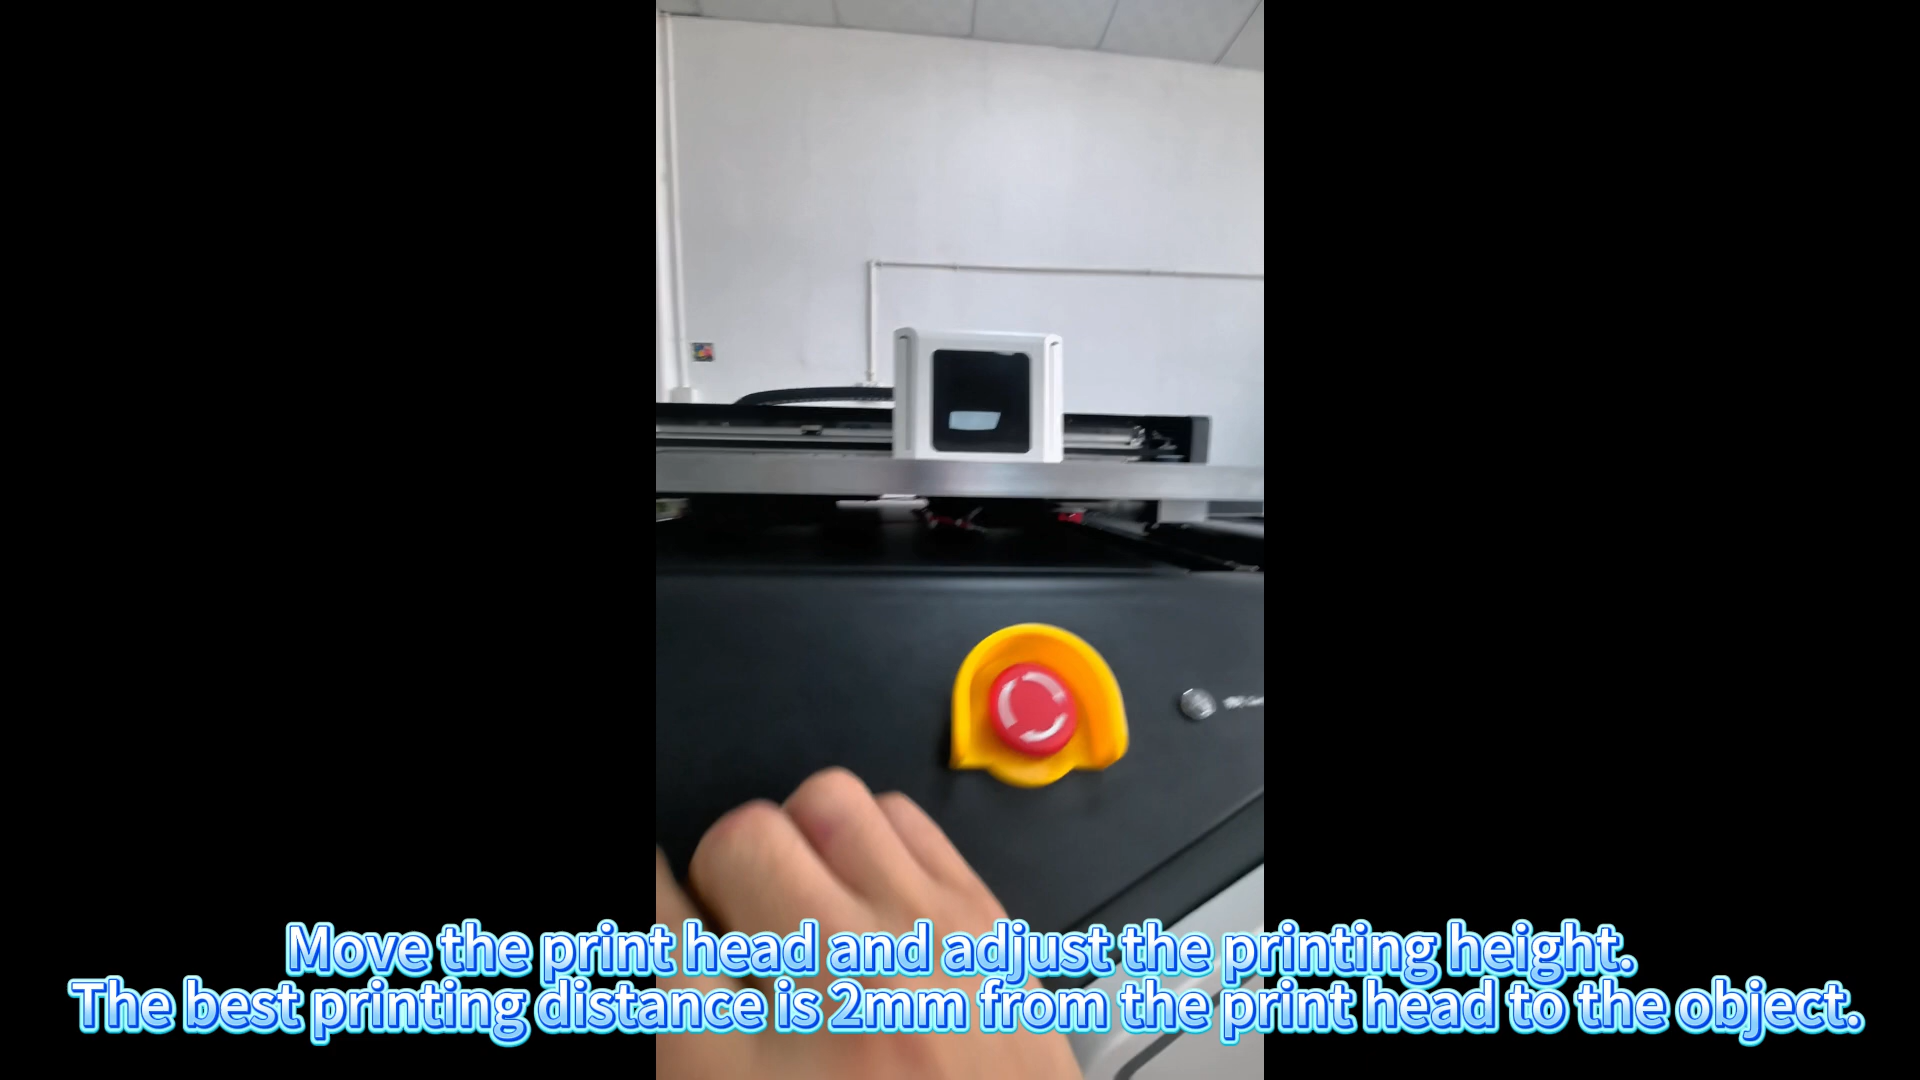 Move the print head and adjust the printing height.
The best printing distance is 2mm from the print head to the object.